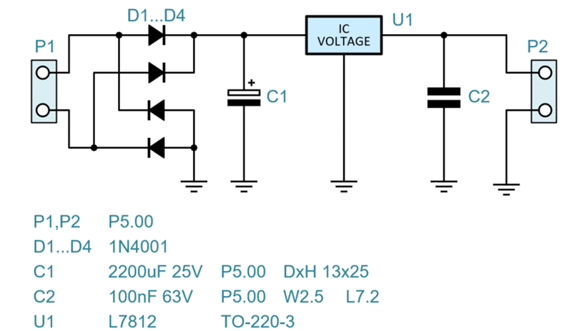 D1...D4
P1
IC
VOLTAGE
U1
P2
+
C1
C2
P1,P2 P5.00
D1...D4 1N4001
C1 2200uF 25V P5.00 DxH 13x25
C2 100nF 63V P5.00 W2.5 L7.2
U1 L7812 TO-220-3